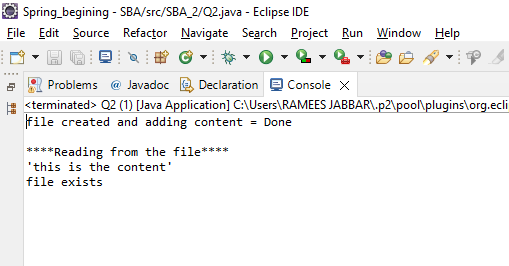 Spring_begining - SBA/src/SBA_2/Q2.java - Eclipse IDE
File Edit Source Refactor Navigate Search Project Run Window Help
Problems @ Javadoc Declaration Console
<terminated> Q2 (1) [Java Application] C:\Users\RAMEES JABBAR\.p2\pool\plugins\org.ecli
file created and adding content = Done
****Reading from the file****
'this is the content'
file exists